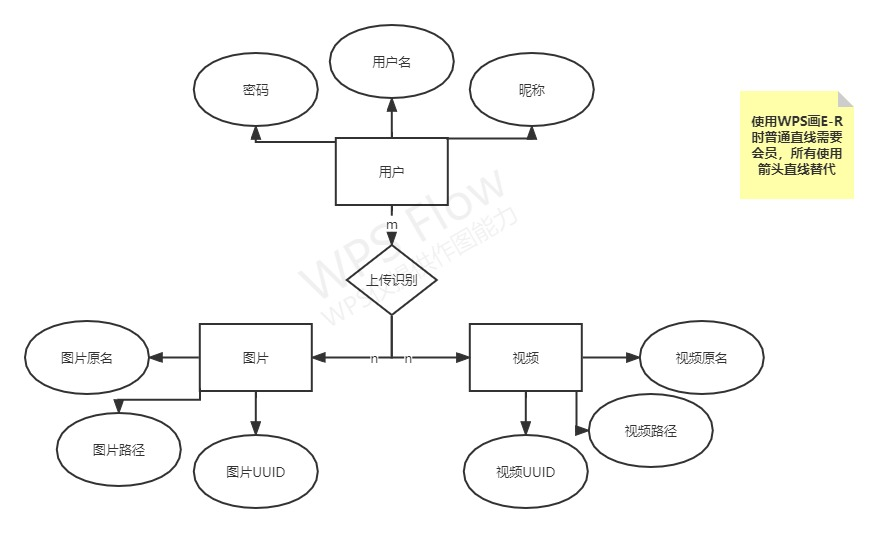 用户名
密码
昵称
使用WPS画E-R
时普通直线需要
会员，所有使用
箭头直线替代
用户
m
上传识别
图片原名
图片
n
n
视频
视频原名
图片路径
图片UUID
视频UUID
视频路径
WPS Flow